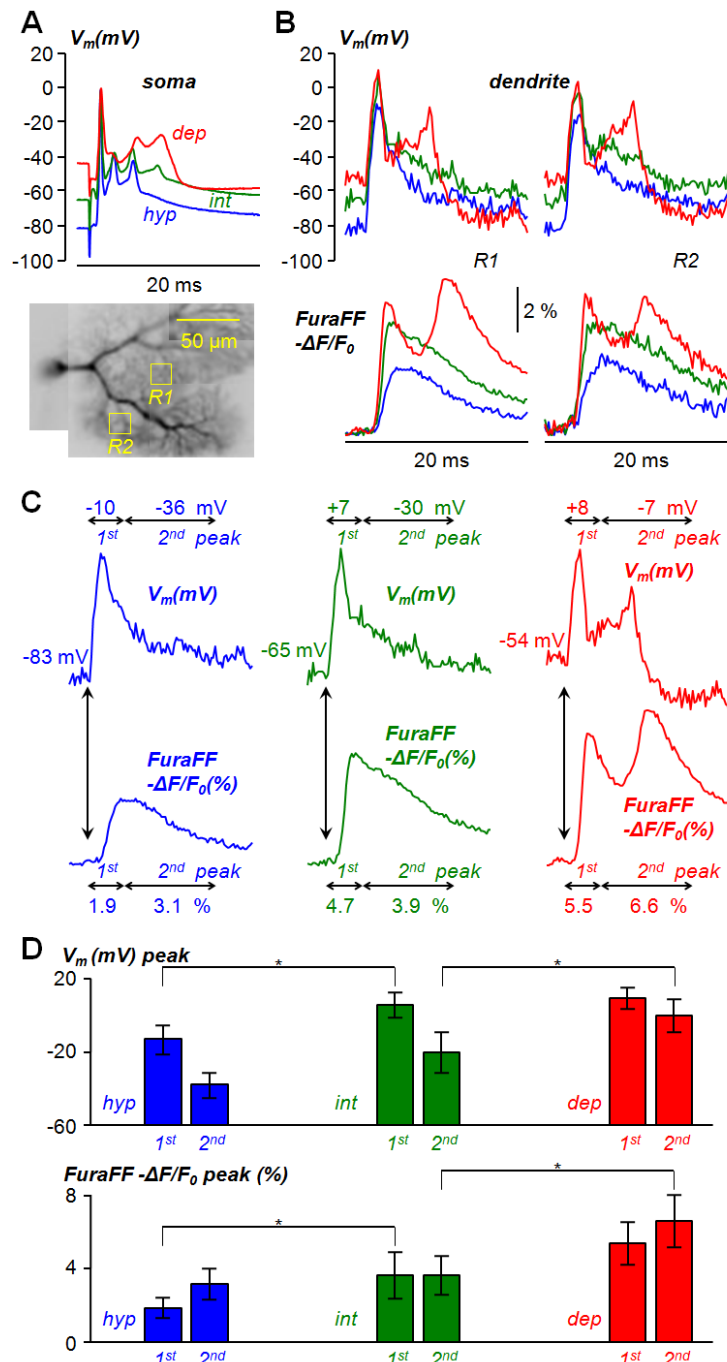 A
V_m(mV)
20
0
-20
-40
-60
-80
-100
soma
dep
int
hyp
20 ms
50 µm
R1
R2
B
V_m(mV)
20
0
-20
-40
-60
-80
-100
dendrite
R1
R2
FuraFF
-ΔF/F₀
2 %
20 ms
20 ms
C
-10 -36 mV
1st 2nd peak
V_m(mV)
-83 mV
FuraFF
-ΔF/F₀(%)
1st 2nd peak
1.9 3.1 %
+7 -30 mV
1st 2nd peak
V_m(mV)
-65 mV
FuraFF
-ΔF/F₀(%)
1st 2nd peak
4.7 3.9 %
+8 -7 mV
1st 2nd peak
V_m(mV)
-54 mV
FuraFF
-ΔF/F₀(%)
1st 2nd peak
5.5 6.6 %
D
V_m (mV) peak
20
-20
-60
* *
hyp int dep
1st 2nd 1st 2nd 1st 2nd
FuraFF -ΔF/F₀ peak (%)
8
4
0
* *
hyp int dep
1st 2nd 1st 2nd 1st 2nd